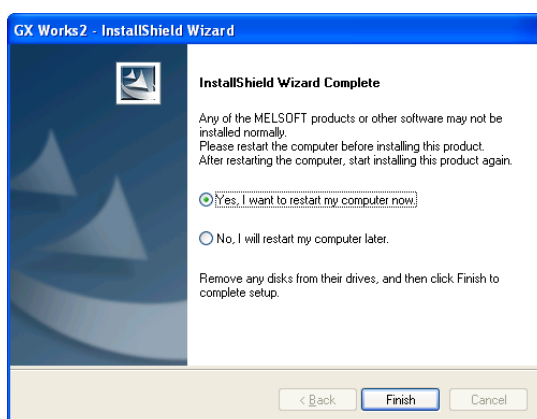 GX Works2 - InstallShield Wizard
InstallShield Wizard Complete
Any of the MELSOFT products or other software may not be
installed normally.
Please restart the computer before installing this product.
After restarting the computer, start installing this product again.
Yes, I want to restart my computer now.
No, I will restart my computer later.
Remove any disks from their drives, and then click Finish to
complete setup.
< Back
Finish
Cancel